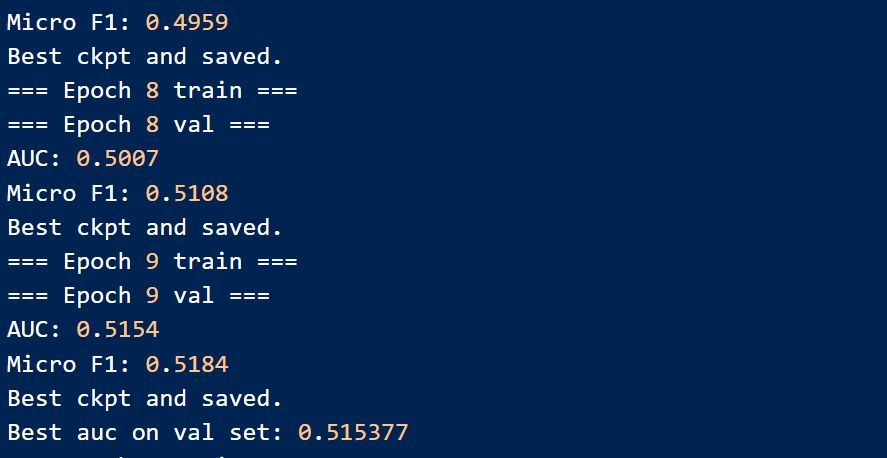 Micro F1: 0.4959
Best ckpt and saved.
=== Epoch 8 train ===
=== Epoch 8 val ===
AUC: 0.5007
Micro F1: 0.5108
Best ckpt and saved.
=== Epoch 9 train ===
=== Epoch 9 val ===
AUC: 0.5154
Micro F1: 0.5184
Best ckpt and saved.
Best auc on val set: 0.515377